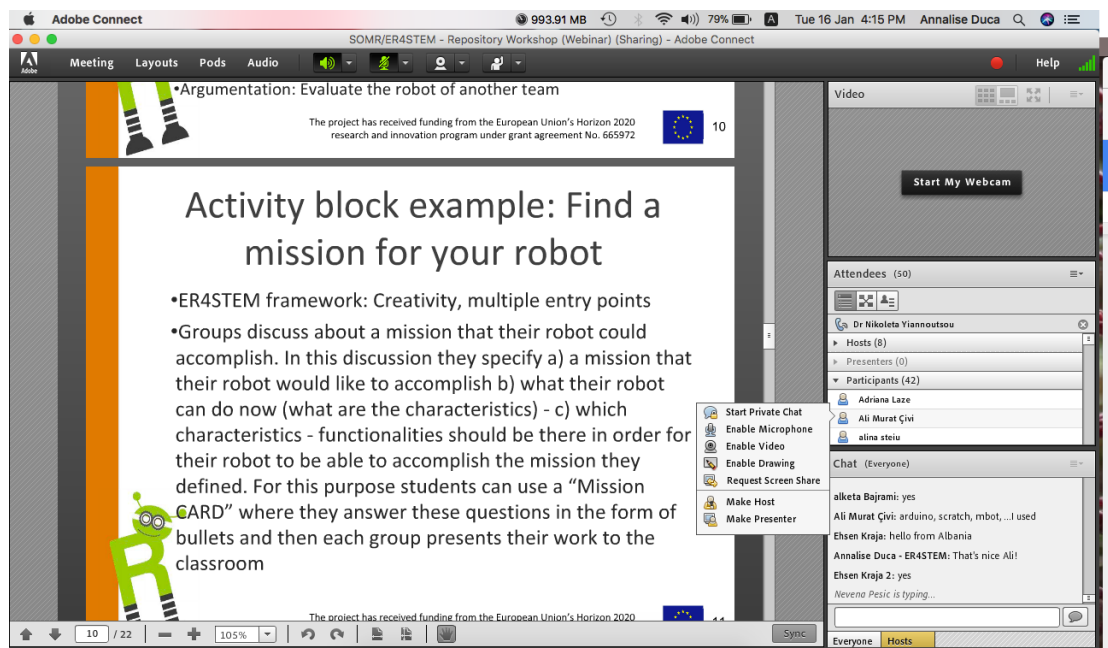 Adobe Connect
993.91 MB
79%
A
Tue 16 Jan 4:15 PM
Annalise Duca
SOMR/ER4STEM - Repository Workshop (Webinar) (Sharing) - Adobe Connect
Adobe
Meeting
Layouts
Pods
Audio
Help
•Argumentation: Evaluate the robot of another team
The project has received funding from the European Union's Horizon 2020
research and innovation program under grant agreement No. 665972
10
Activity block example: Find a
mission for your robot
•ER4STEM framework: Creativity, multiple entry points
•Groups discuss about a mission that their robot could
accomplish. In this discussion they specify a) a mission that
their robot would like to accomplish b) what their robot
can do now (what are the characteristics) - c) which
characteristics - functionalities should be there in order for
their robot to be able to accomplish the mission they
defined. For this purpose students can use a “Mission
CARD” where they answer these questions in the form of
bullets and then each group presents their work to the
classroom
The project has received funding from the European Union's Horizon 2020
11
10 / 22
105%
Sync
Start Private Chat
Enable Microphone
Enable Video
Enable Drawing
Request Screen Share
Make Host
Make Presenter
Video
Start My Webcam
Attendees (50)
Dr Nikoleta Yiannoutsou
Hosts (8)
Presenters (0)
Participants (42)
Adriana Laze
Ali Murat Çivi
alina steiu
Chat (Everyone)
alketa Bajrami: yes
Ali Murat Çivi: arduino, scratch, mbot, ...I used
Ehsen Kraja: hello from Albania
Annalise Duca - ER4STEM: That's nice Ali!
Ehsen Kraja 2: yes
Nevena Pesic is typing...
Everyone
Hosts